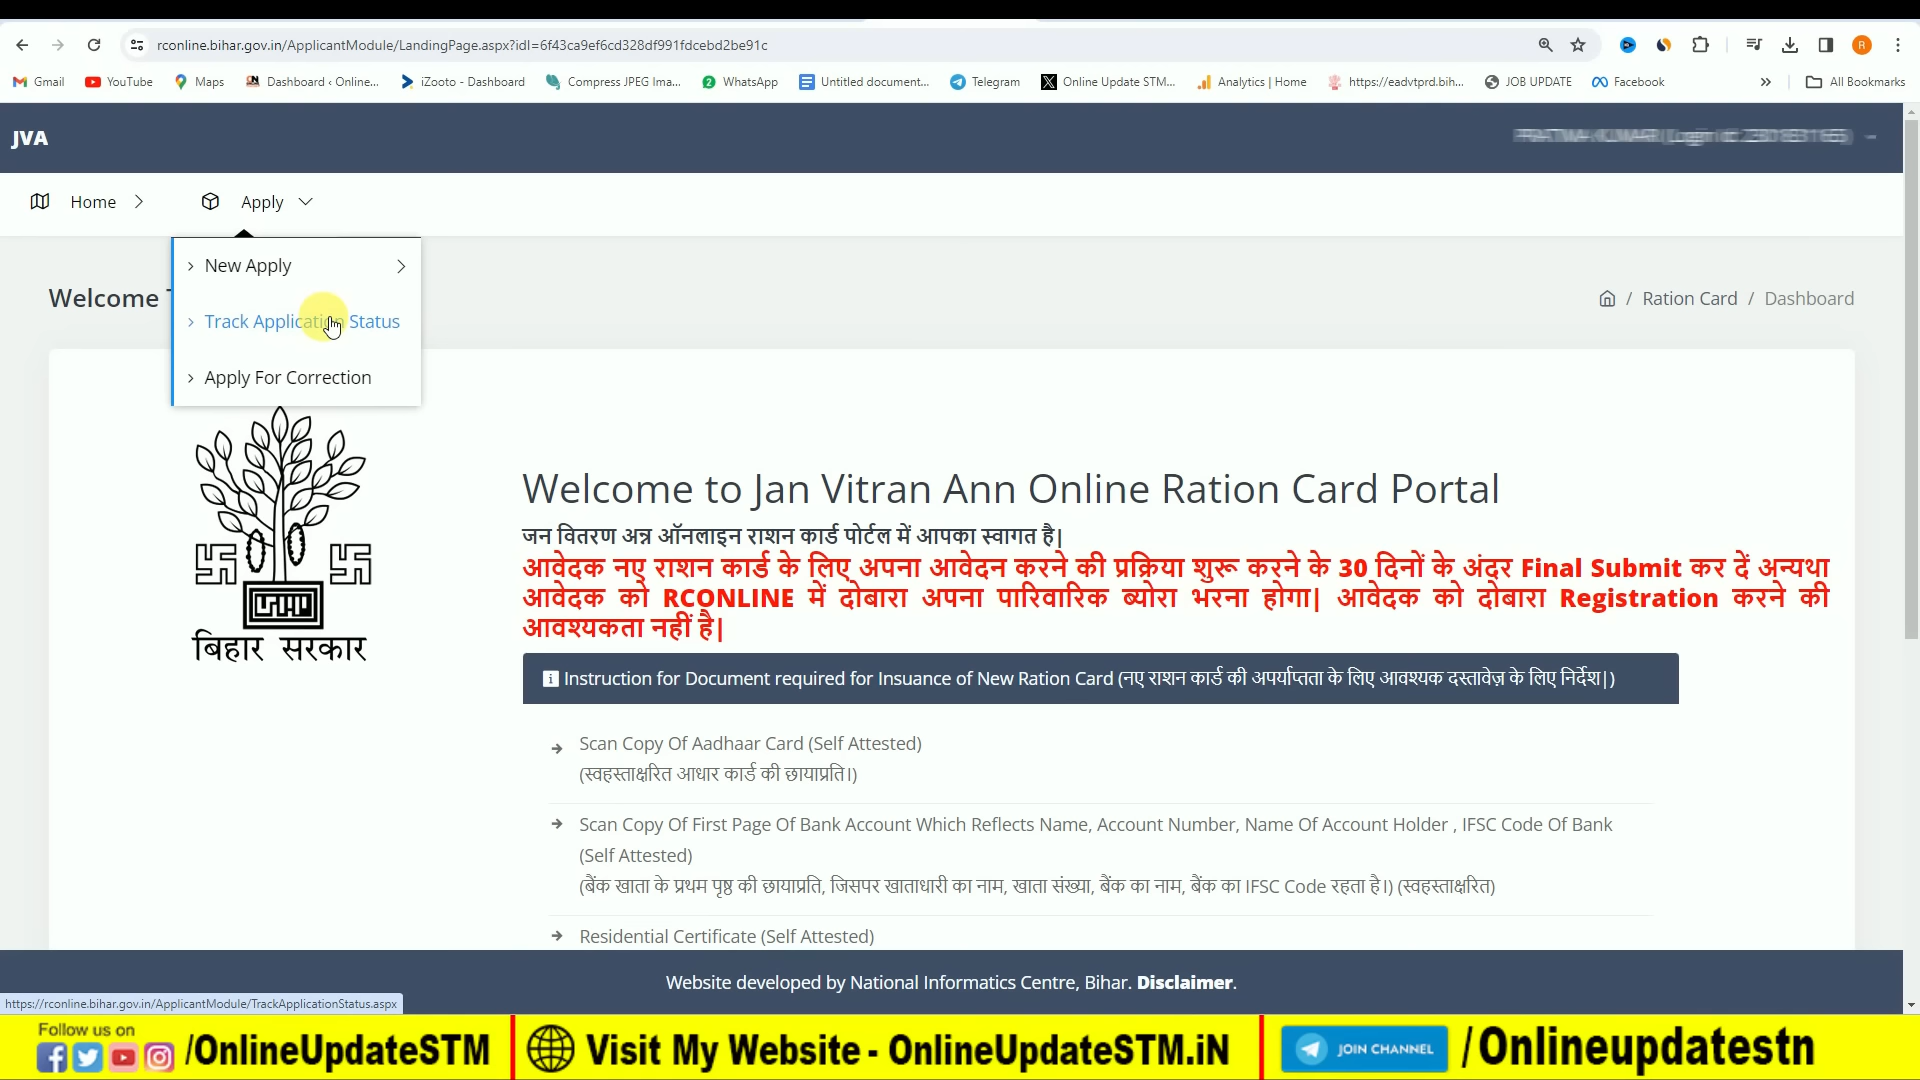 rconline.bihar.gov.in/ApplicantModule/LandingPage.aspx?idl=6f43ca9ef6cd328df991fdcebd2be91c
R
Gmail YouTube Maps Dashboard ‹ Online... iZooto - Dashboard Compress JPEG Ima... WhatsApp Untitled document... Telegram Online Update STM... Analytics | Home https://eadvtprd.bih... JOB UPDATE Facebook » All Bookmarks
JVA
Home Apply
New Apply
Track Application Status
Apply For Correction
Welcome
/ Ration Card / Dashboard
बिहार सरकार
Welcome to Jan Vitran Ann Online Ration Card Portal
जन वितरण अन्न ऑनलाइन राशन कार्ड पोर्टल में आपका स्वागत है|
आवेदक नए राशन कार्ड के लिए अपना आवेदन करने की प्रक्रिया शुरू करने के 30 दिनों के अंदर Final Submit कर दें अन्यथा
आवेदक को RCONLINE में दोबारा अपना पारिवारिक ब्योरा भरना होगा| आवेदक को दोबारा Registration करने की
आवश्यकता नहीं है|
Instruction for Document required for Insuance of New Ration Card (नए राशन कार्ड की अपर्याप्तता के लिए आवश्यक दस्तावेज़ के लिए निर्देश|)
Scan Copy Of Aadhaar Card (Self Attested)
(स्वहस्ताक्षरित आधार कार्ड की छायाप्रति।)
Scan Copy Of First Page Of Bank Account Which Reflects Name, Account Number, Name Of Account Holder , IFSC Code Of Bank
(Self Attested)
(बैंक खाता के प्रथम पृष्ठ की छायाप्रति, जिसपर खाताधारी का नाम, खाता संख्या, बैंक का नाम, बैंक का IFSC Code रहता है।) (स्वहस्ताक्षरित)
Residential Certificate (Self Attested)
Website developed by National Informatics Centre, Bihar. Disclaimer.
https://rconline.bihar.gov.in/ApplicantModule/TrackApplicationStatus.aspx
Follow us on
/OnlineUpdateSTM
Visit My Website - OnlineUpdateSTM.iN
JOIN CHANNEL
/Onlineupdatestn